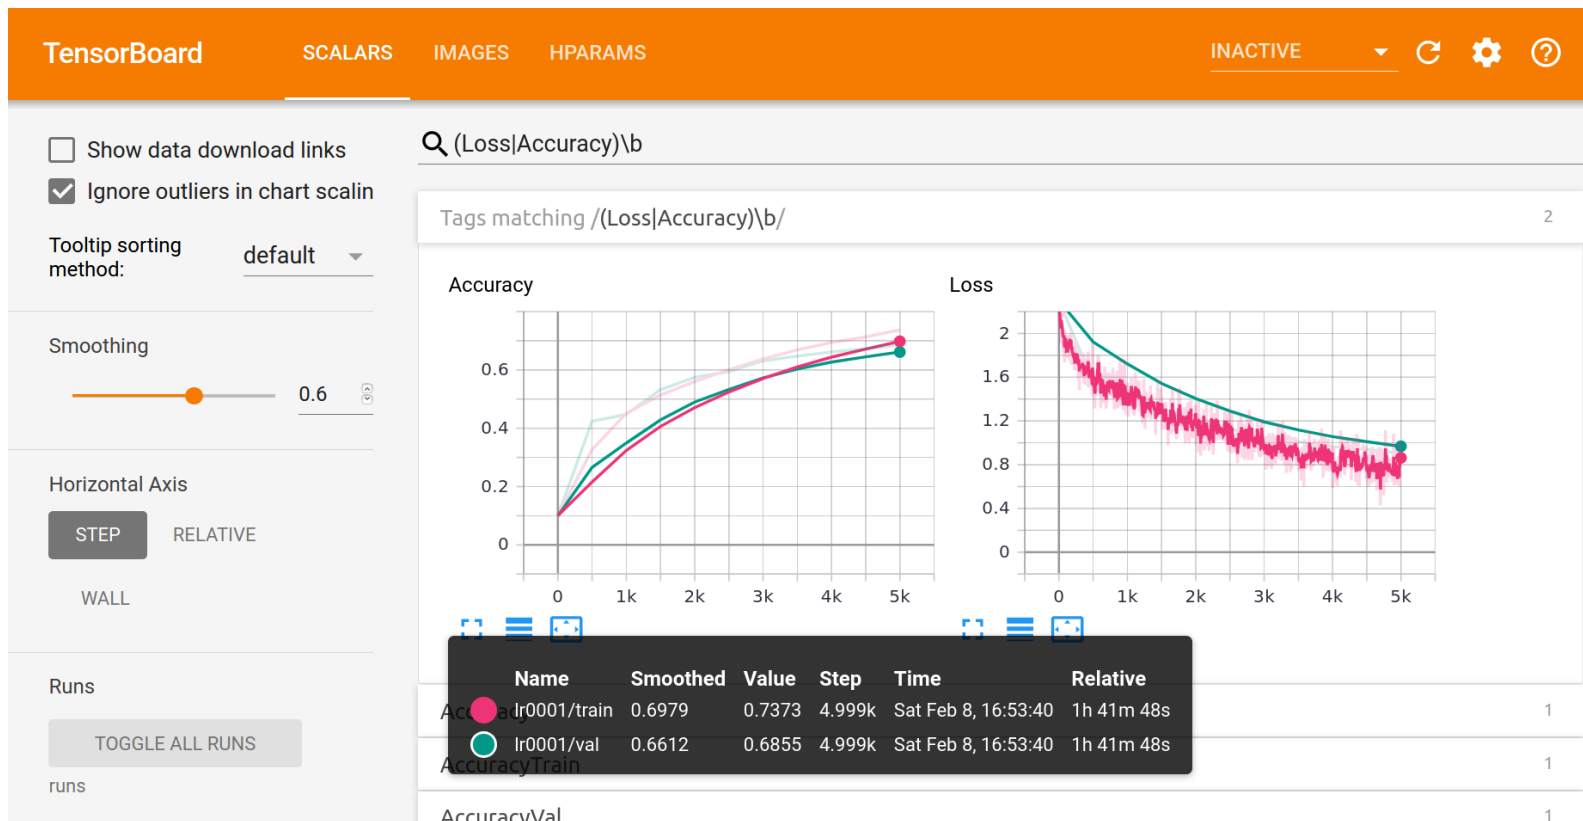 TensorBoard SCALARS IMAGES HPARAMS INACTIVE
Show data download links
Ignore outliers in chart scalin
Tooltip sorting method: default
Smoothing
0.6
Horizontal Axis
STEP RELATIVE
WALL
Runs
TOGGLE ALL RUNS
runs
(Loss|Accuracy)\b
Tags matching /(Loss|Accuracy)\b/ 2
Accuracy
0.6
0.4
0.2
0
0 1k 2k 3k 4k 5k
Loss
2
1.6
1.2
0.8
0.4
0
0 1k 2k 3k 4k 5k
Name Smoothed Value Step Time Relative
lr0001/train 0.6979 0.7373 4.999k Sat Feb 8, 16:53:40 1h 41m 48s
lr0001/val 0.6612 0.6855 4.999k Sat Feb 8, 16:53:40 1h 41m 48s
1
AccuracyTrain 1
AccuracyVal 1